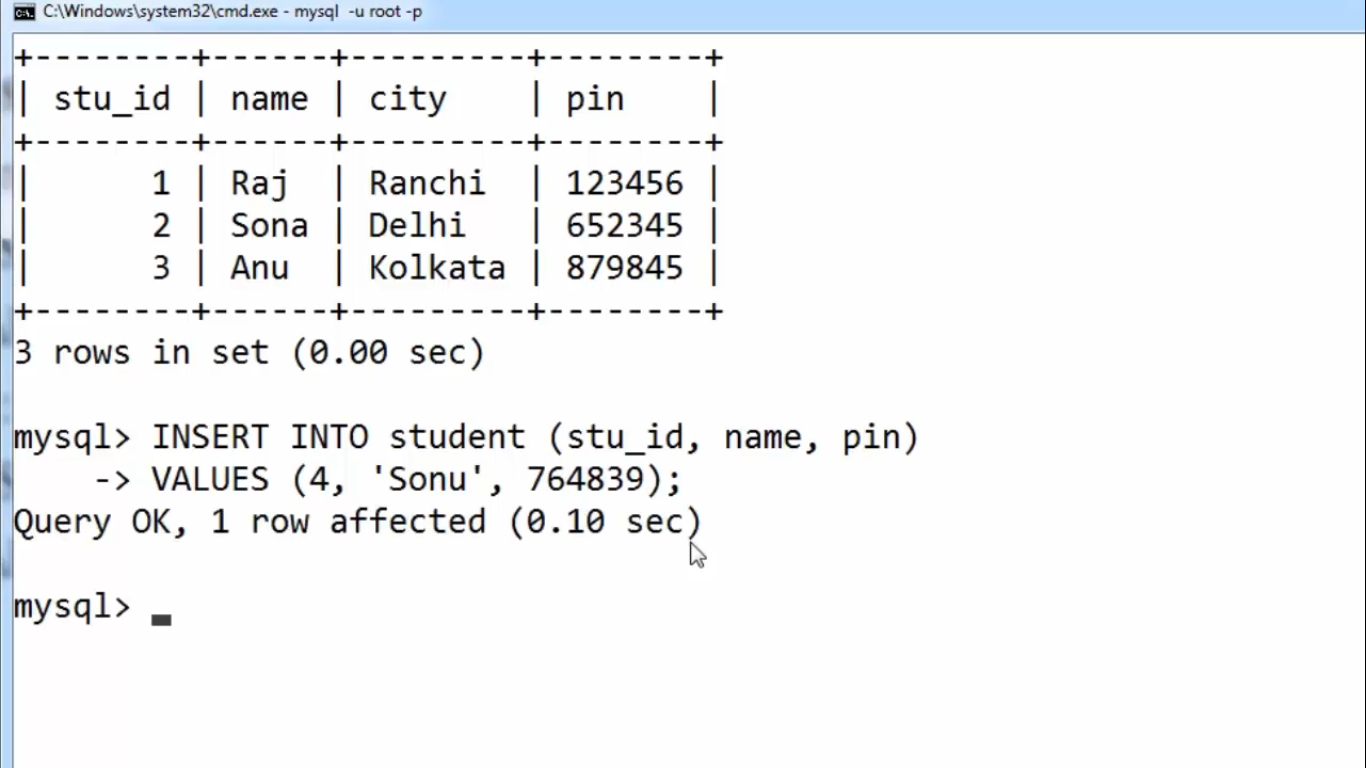 C:\Windows\system32\cmd.exe - mysql  -u root -p
+--------+------+---------+--------+
| stu_id | name | city    | pin    |
+--------+------+---------+--------+
|      1 | Raj  | Ranchi  | 123456 |
|      2 | Sona | Delhi   | 652345 |
|      3 | Anu  | Kolkata | 879845 |
+--------+------+---------+--------+
3 rows in set (0.00 sec)
mysql> INSERT INTO student (stu_id, name, pin)
    -> VALUES (4, 'Sonu', 764839);
Query OK, 1 row affected (0.10 sec)
mysql> _